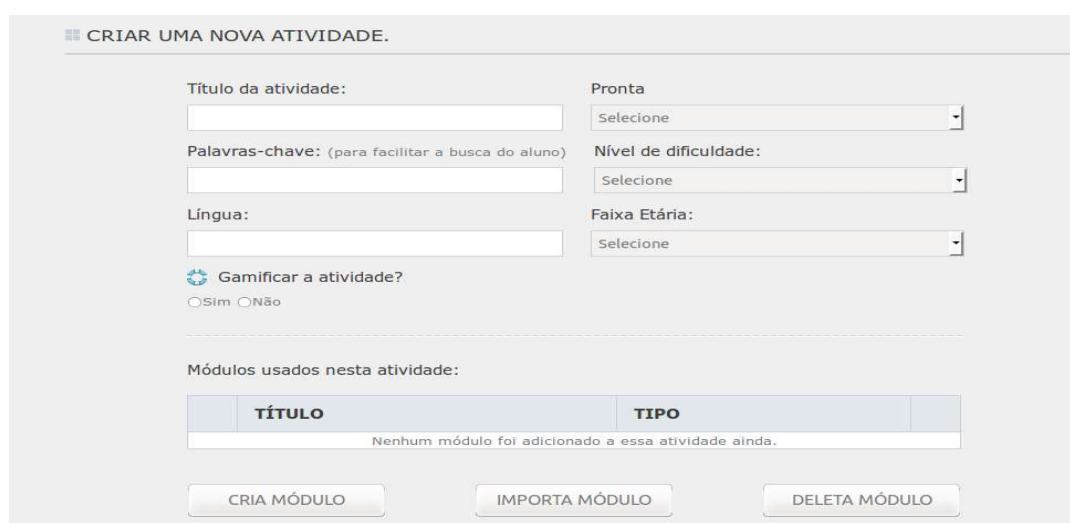 CRIAR UMA NOVA ATIVIDADE.
Título da atividade: Pronta
Selecione
Palavras-chave: (para facilitar a busca do aluno) Nível de dificuldade:
Selecione
Língua: Faixa Etária:
Selecione
Gamificar a atividade?
Sim Não
Módulos usados nesta atividade:
TÍTULO TIPO
Nenhum módulo foi adicionado a essa atividade ainda.
CRIA MÓDULO IMPORTA MÓDULO DELETA MÓDULO